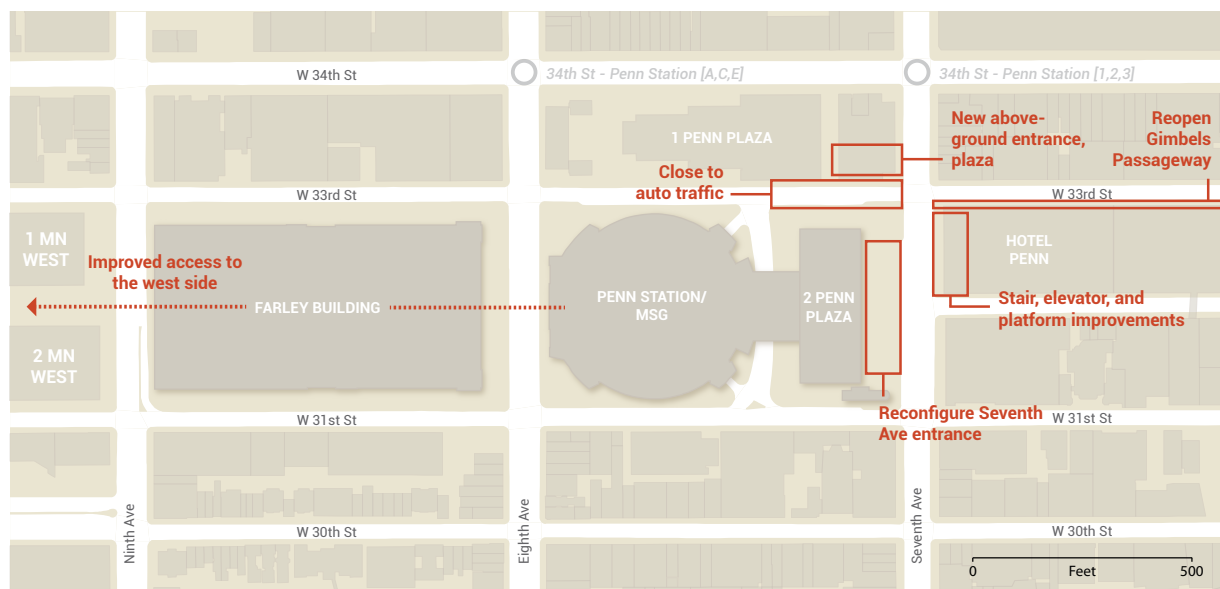 W 34th St
34th St - Penn Station [A,C,E]
34th St - Penn Station [1,2,3]
1 PENN PLAZA
New above-
ground entrance,
plaza
Reopen
Gimbels
Passageway
Close to
auto traffic
W 33rd St
W 33rd St
1 MN
WEST
Improved access to
the west side
FARLEY BUILDING
PENN STATION/
MSG
2 PENN
PLAZA
HOTEL
PENN
Stair, elevator, and
platform improvements
2 MN
WEST
Reconfigure Seventh
Ave entrance
W 31st St
W 31st St
Ninth Ave
Eighth Ave
Seventh Ave
W 30th St
W 30th St
0 Feet 500